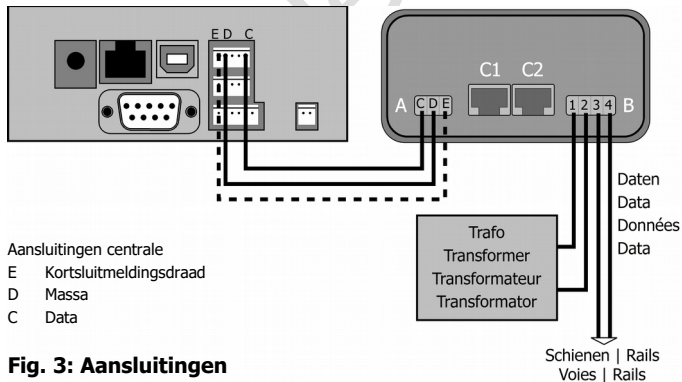 E D C
C1 C2
A C D E 1 2 3 4 B
Daten
Data
Données
Data
Trafo
Transformer
Transformateur
Transformator
Aansluitingen centrale
E Kortsluitmeldingsdraad
D Massa
C Data
Fig. 3: Aansluitingen
Schienen | Rails
Voies | Rails